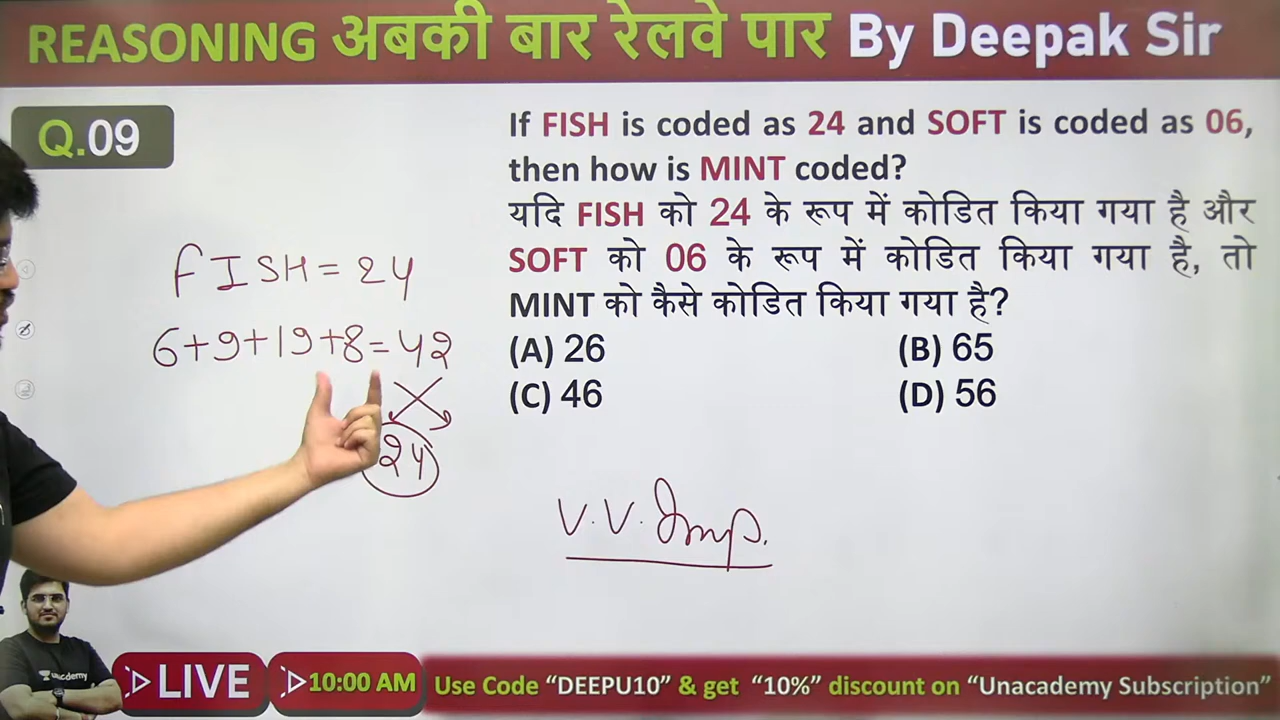 REASONING अबकी बार रेलवे पार By Deepak Sir
Q.09
If FISH is coded as 24 and SOFT is coded as 06,
then how is MINT coded?
यदि FISH को 24 के रूप में कोडित किया गया है और
SOFT को 06 के रूप में कोडित किया गया है, तो
MINT को कैसे कोडित किया गया है?
(A) 26
(B) 65
(C) 46
(D) 56
FISH = 24
6+9+19+8=42
24
V.V. Imp.
unacademy
LIVE
10:00 AM
Use Code “DEEPU10” & get “10%” discount on “Unacademy Subscription”